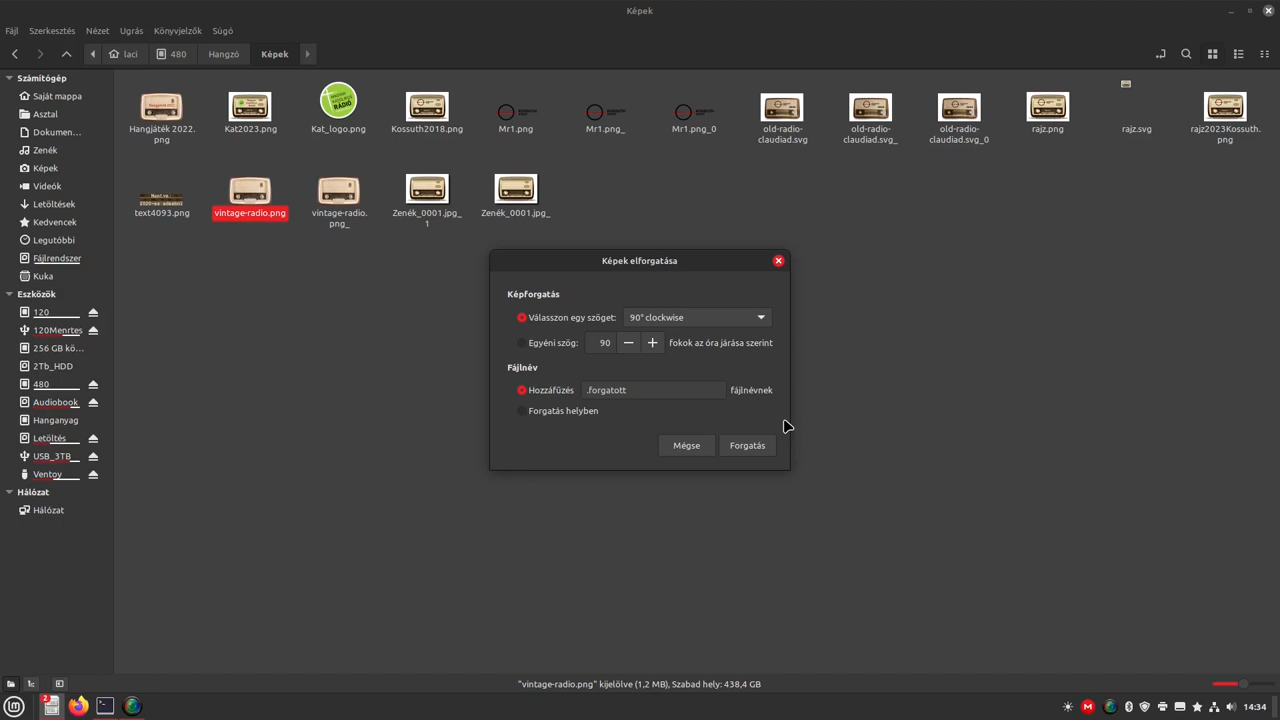 Képek
Fájl Szerkesztés Nézet Ugrás Könyvjelzők Súgó
laci 480 Hangzó Képek
Számítógép
Saját mappa
Asztal
Dokumen...
Zenék
Képek
Videók
Letöltések
Kedvencek
Legutóbbi
Fájlrendszer
Kuka
Eszközök
120
120Mentes
256 GB kö...
2Tb_HDD
480
Audiobook
Hanganyag
Letöltés
USB_3TB
Ventoy
Hálózat
Hálózat
Hangjáték 2022.
png
Kat2023.png
Kat_logo.png
Kossuth2018.png
Mr1.png
Mr1.png_
Mr1.png_0
old-radio-
claudiad.svg
old-radio-
claudiad.svg_
old-radio-
claudiad.svg_0
rajz.png
rajz.svg
rajz2023Kossuth.
png
text4093.png
vintage-radio.png
vintage-radio.
png_
Zenék_0001.jpg_
1
Zenék_0001.jpg_
Képek elforgatása
Képforgatás
Válasszon egy szöget: 90° clockwise
Egyéni szög: 90 fokok az óra járása szerint
Fájlnév
Hozzáfűzés .forgatott fájlnévnek
Forgatás helyben
Mégse Forgatás
"vintage-radio.png" kijelölve (1,2 MB), Szabad hely: 438,4 GB
2
14:34